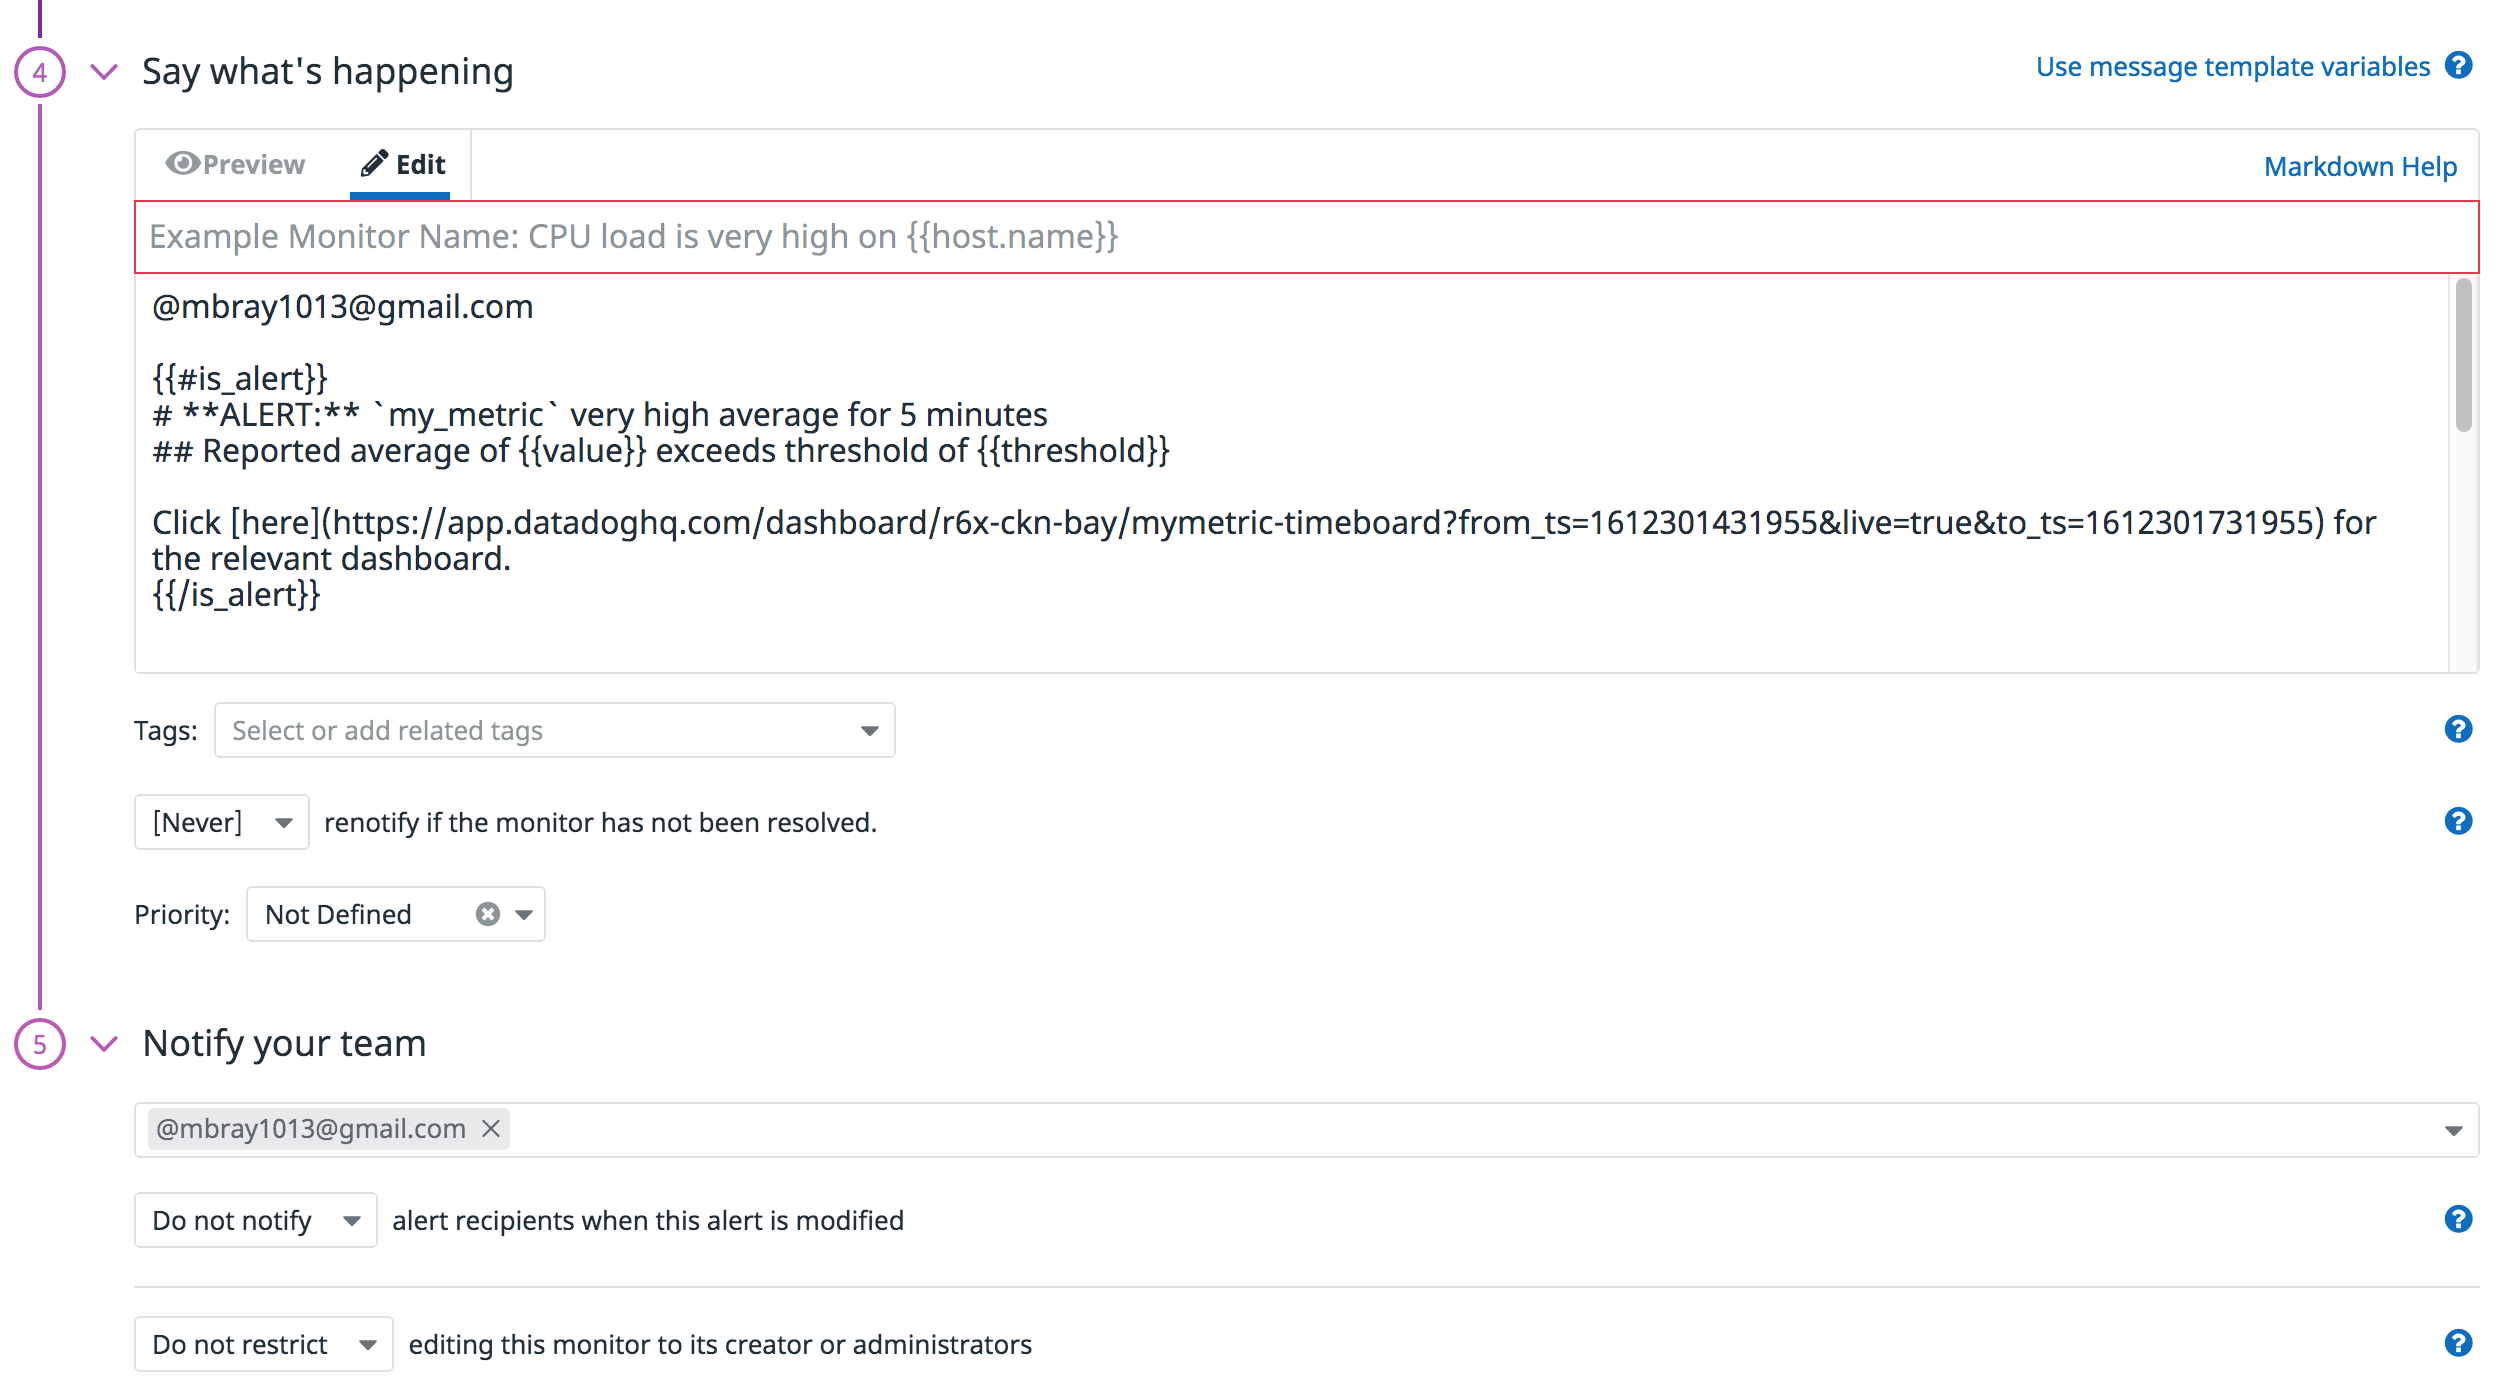 4 Say what's happening Use message template variables ?
Preview Edit Markdown Help
Example Monitor Name: CPU load is very high on {{host.name}}
@mbray1013@gmail.com
{{#is_alert}}
# **ALERT:** `my_metric` very high average for 5 minutes
## Reported average of {{value}} exceeds threshold of {{threshold}}
Click [here](https://app.datadoghq.com/dashboard/r6x-ckn-bay/mymetric-timeboard?from_ts=1612301431955&live=true&to_ts=1612301731955) for
the relevant dashboard.
{{/is_alert}}
Tags: Select or add related tags ?
[Never] renotify if the monitor has not been resolved. ?
Priority: Not Defined
5 Notify your team
@mbray1013@gmail.com
Do not notify alert recipients when this alert is modified ?
Do not restrict editing this monitor to its creator or administrators ?